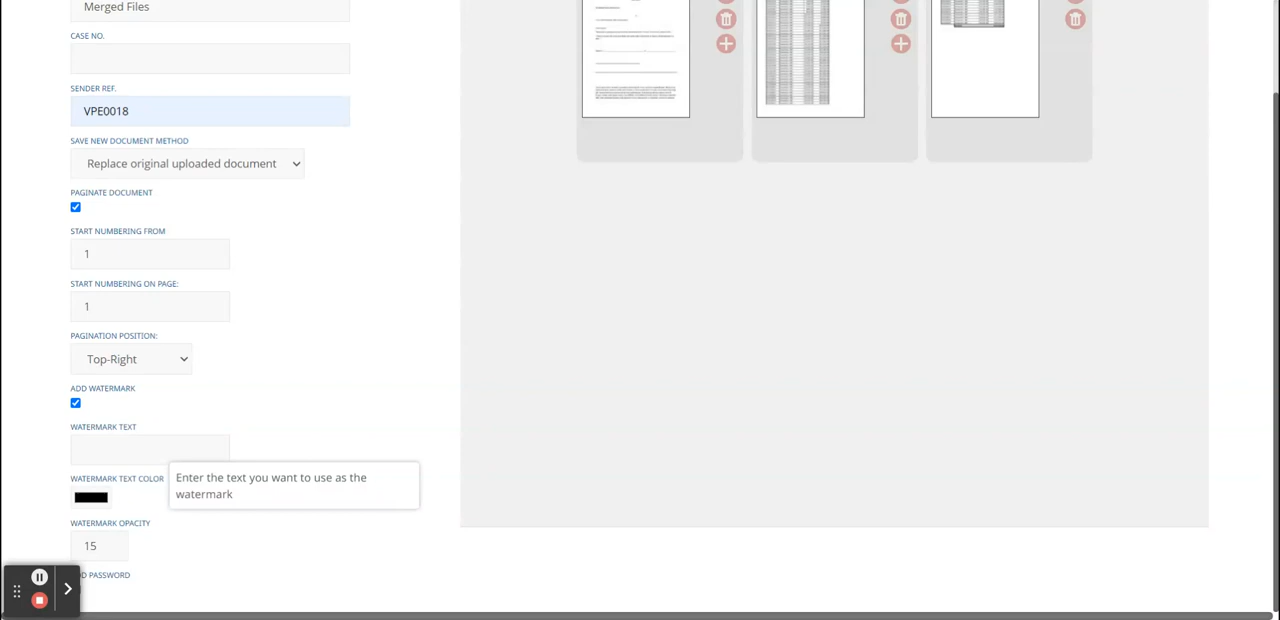 Merged Files
CASE NO.
SENDER REF.
VPE0018
SAVE NEW DOCUMENT METHOD
Replace original uploaded document
PAGINATE DOCUMENT
START NUMBERING FROM
1
START NUMBERING ON PAGE:
1
PAGINATION POSITION:
Top-Right
ADD WATERMARK
WATERMARK TEXT
Enter the text you want to use as the
watermark
WATERMARK TEXT COLOR
WATERMARK OPACITY
15
D PASSWORD